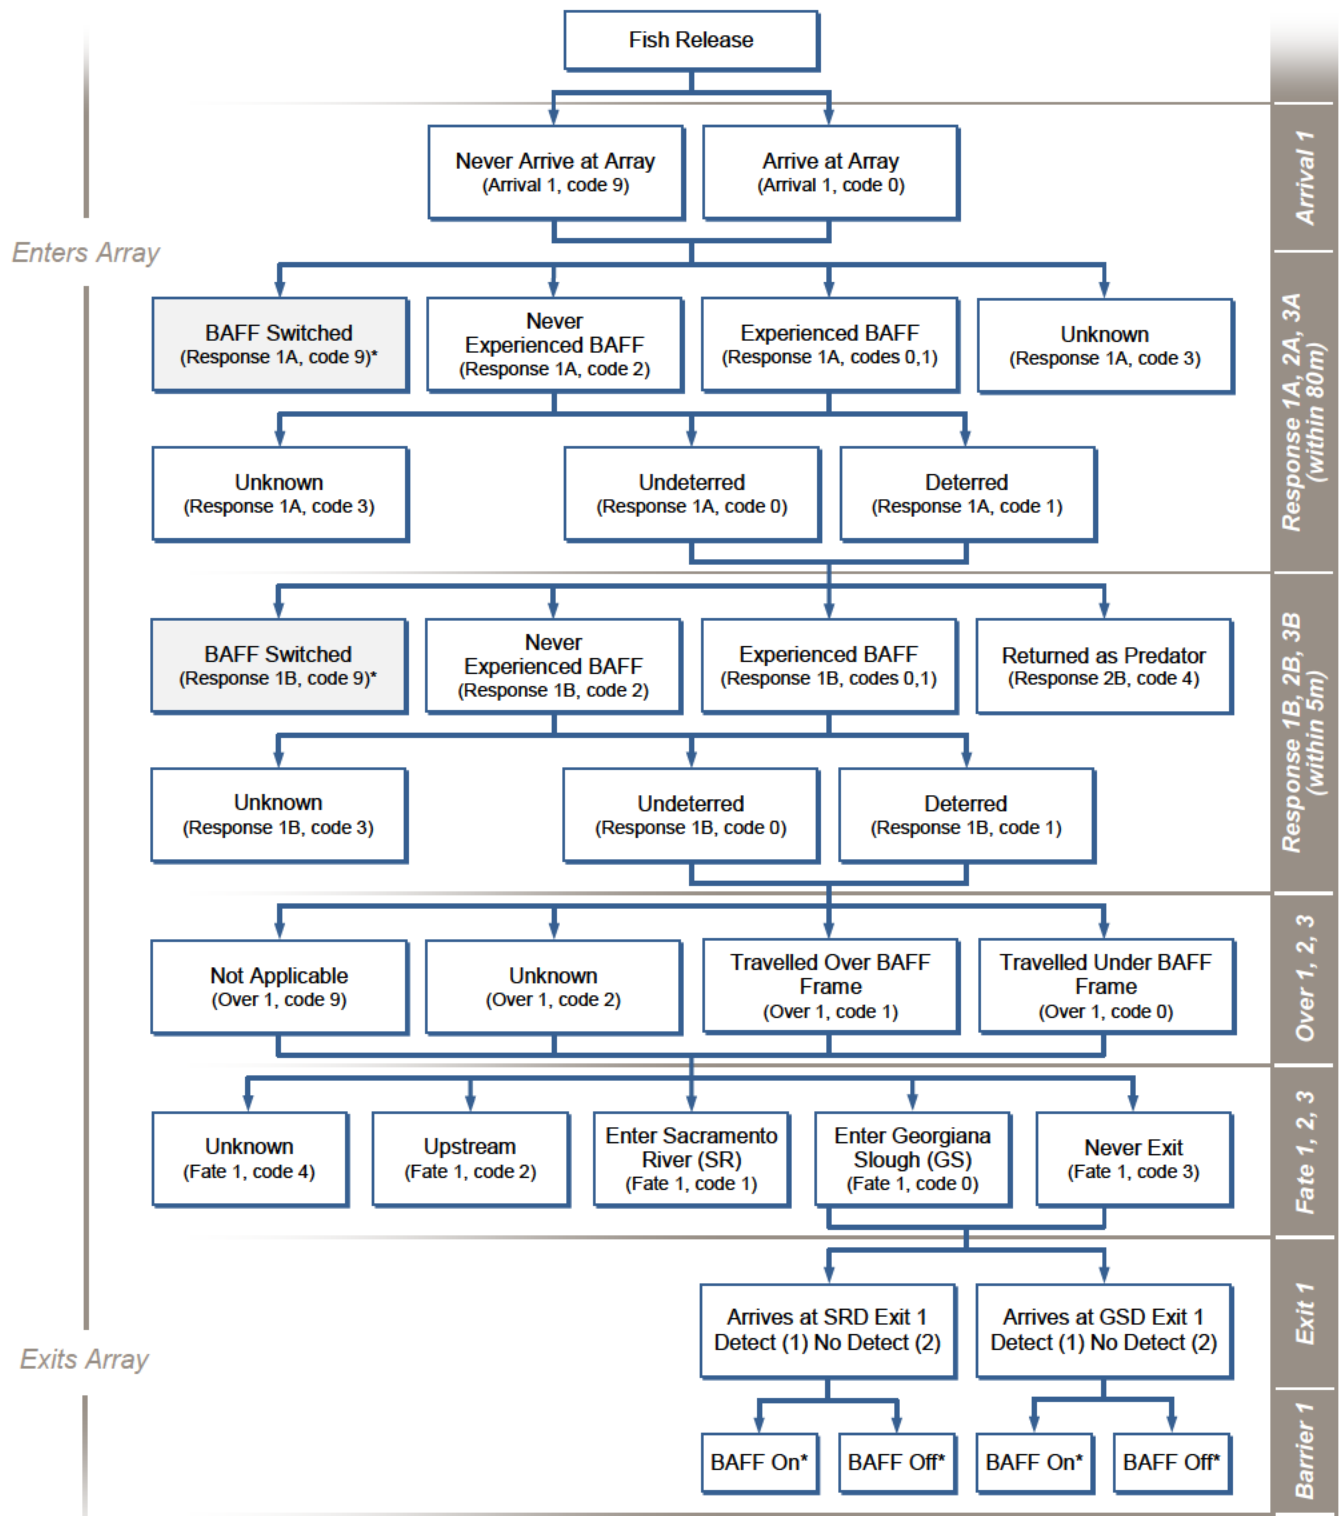 Fish Release
Never Arrive at Array
(Arrival 1, code 9)
Arrive at Array
(Arrival 1, code 0)
Arrival 1
Enters Array
BAFF Switched
(Response 1A, code 9)*
Never
Experienced BAFF
(Response 1A, code 2)
Experienced BAFF
(Response 1A, codes 0,1)
Unknown
(Response 1A, code 3)
Unknown
(Response 1A, code 3)
Undeterred
(Response 1A, code 0)
Deterred
(Response 1A, code 1)
Response 1A, 2A, 3A
(within 80m)
BAFF Switched
(Response 1B, code 9)*
Never
Experienced BAFF
(Response 1B, code 2)
Experienced BAFF
(Response 1B, codes 0,1)
Returned as Predator
(Response 2B, code 4)
Unknown
(Response 1B, code 3)
Undeterred
(Response 1B, code 0)
Deterred
(Response 1B, code 1)
Response 1B, 2B, 3B
(within 5m)
Not Applicable
(Over 1, code 9)
Unknown
(Over 1, code 2)
Travelled Over BAFF
Frame
(Over 1, code 1)
Travelled Under BAFF
Frame
(Over 1, code 0)
Over 1, 2, 3
Unknown
(Fate 1, code 4)
Upstream
(Fate 1, code 2)
Enter Sacramento
River (SR)
(Fate 1, code 1)
Enter Georgiana
Slough (GS)
(Fate 1, code 0)
Never Exit
(Fate 1, code 3)
Fate 1, 2, 3
Arrives at SRD Exit 1
Detect (1) No Detect (2)
Arrives at GSD Exit 1
Detect (1) No Detect (2)
Exit 1
Exits Array
BAFF On*
BAFF Off*
BAFF On*
BAFF Off*
Barrier 1